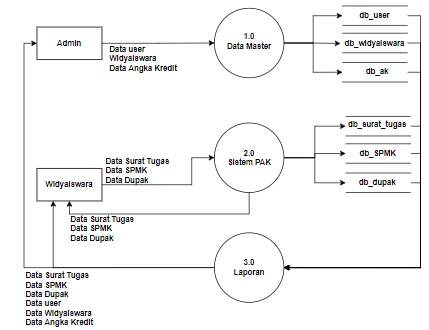 Admin
Data user
Widyaiswara
Data Angka Kredit
1.0
Data Master
db_user
db_widyaiswara
db_ak
Widyaiswara
Data Surat Tugas
Data SPMK
Data Dupak
2.0
Sistem PAK
db_surat_tugas
db_SPMK
db_dupak
Data Surat Tugas
Data SPMK
Data Dupak
3.0
Laporan
Data Surat Tugas
Data SPMK
Data Dupak
Data user
Data Widyaiswara
Data Angka Kredit